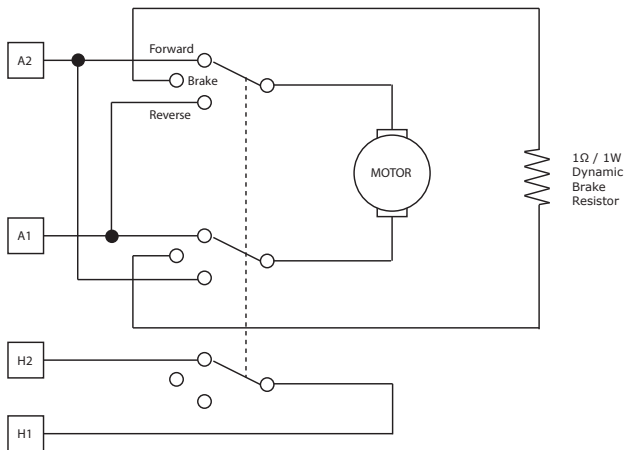 A2
Forward
Brake
Reverse
MOTOR
1Ω / 1W
Dynamic
Brake
Resistor
A1
H2
H1